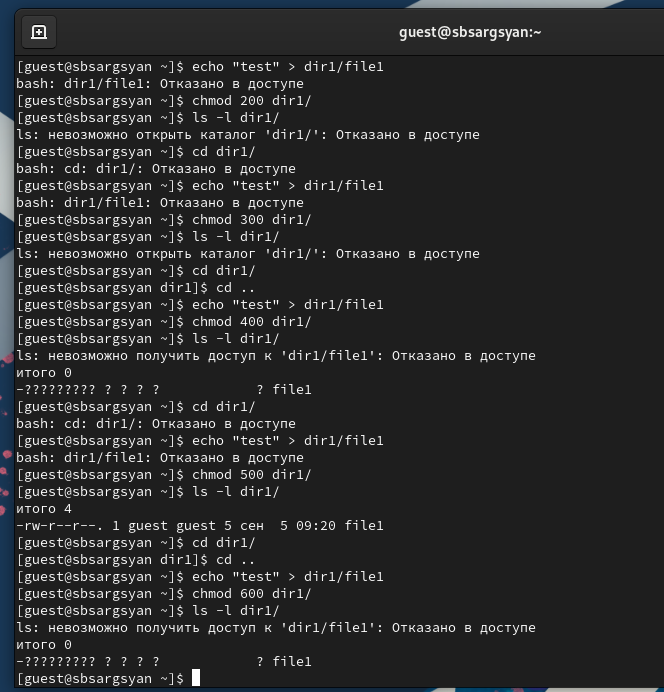 guest@sbsargsyan:~
[guest@sbsargsyan ~]$ echo "test" > dir1/file1
bash: dir1/file1: Отказано в доступе
[guest@sbsargsyan ~]$ chmod 200 dir1/
[guest@sbsargsyan ~]$ ls -l dir1/
ls: невозможно открыть каталог 'dir1/': Отказано в доступе
[guest@sbsargsyan ~]$ cd dir1/
bash: cd: dir1/: Отказано в доступе
[guest@sbsargsyan ~]$ echo "test" > dir1/file1
bash: dir1/file1: Отказано в доступе
[guest@sbsargsyan ~]$ chmod 300 dir1/
[guest@sbsargsyan ~]$ ls -l dir1/
ls: невозможно открыть каталог 'dir1/': Отказано в доступе
[guest@sbsargsyan ~]$ cd dir1/
[guest@sbsargsyan dir1]$ cd ..
[guest@sbsargsyan ~]$ echo "test" > dir1/file1
[guest@sbsargsyan ~]$ chmod 400 dir1/
[guest@sbsargsyan ~]$ ls -l dir1/
ls: невозможно получить доступ к 'dir1/file1': Отказано в доступе
итого 0
-????????? ? ? ? ?            ? file1
[guest@sbsargsyan ~]$ cd dir1/
bash: cd: dir1/: Отказано в доступе
[guest@sbsargsyan ~]$ echo "test" > dir1/file1
bash: dir1/file1: Отказано в доступе
[guest@sbsargsyan ~]$ chmod 500 dir1/
[guest@sbsargsyan ~]$ ls -l dir1/
итого 4
-rw-r--r--. 1 guest guest 5 сен  5 09:20 file1
[guest@sbsargsyan ~]$ cd dir1/
[guest@sbsargsyan dir1]$ cd ..
[guest@sbsargsyan ~]$ echo "test" > dir1/file1
[guest@sbsargsyan ~]$ chmod 600 dir1/
[guest@sbsargsyan ~]$ ls -l dir1/
ls: невозможно получить доступ к 'dir1/file1': Отказано в доступе
итого 0
-????????? ? ? ? ?            ? file1
[guest@sbsargsyan ~]$